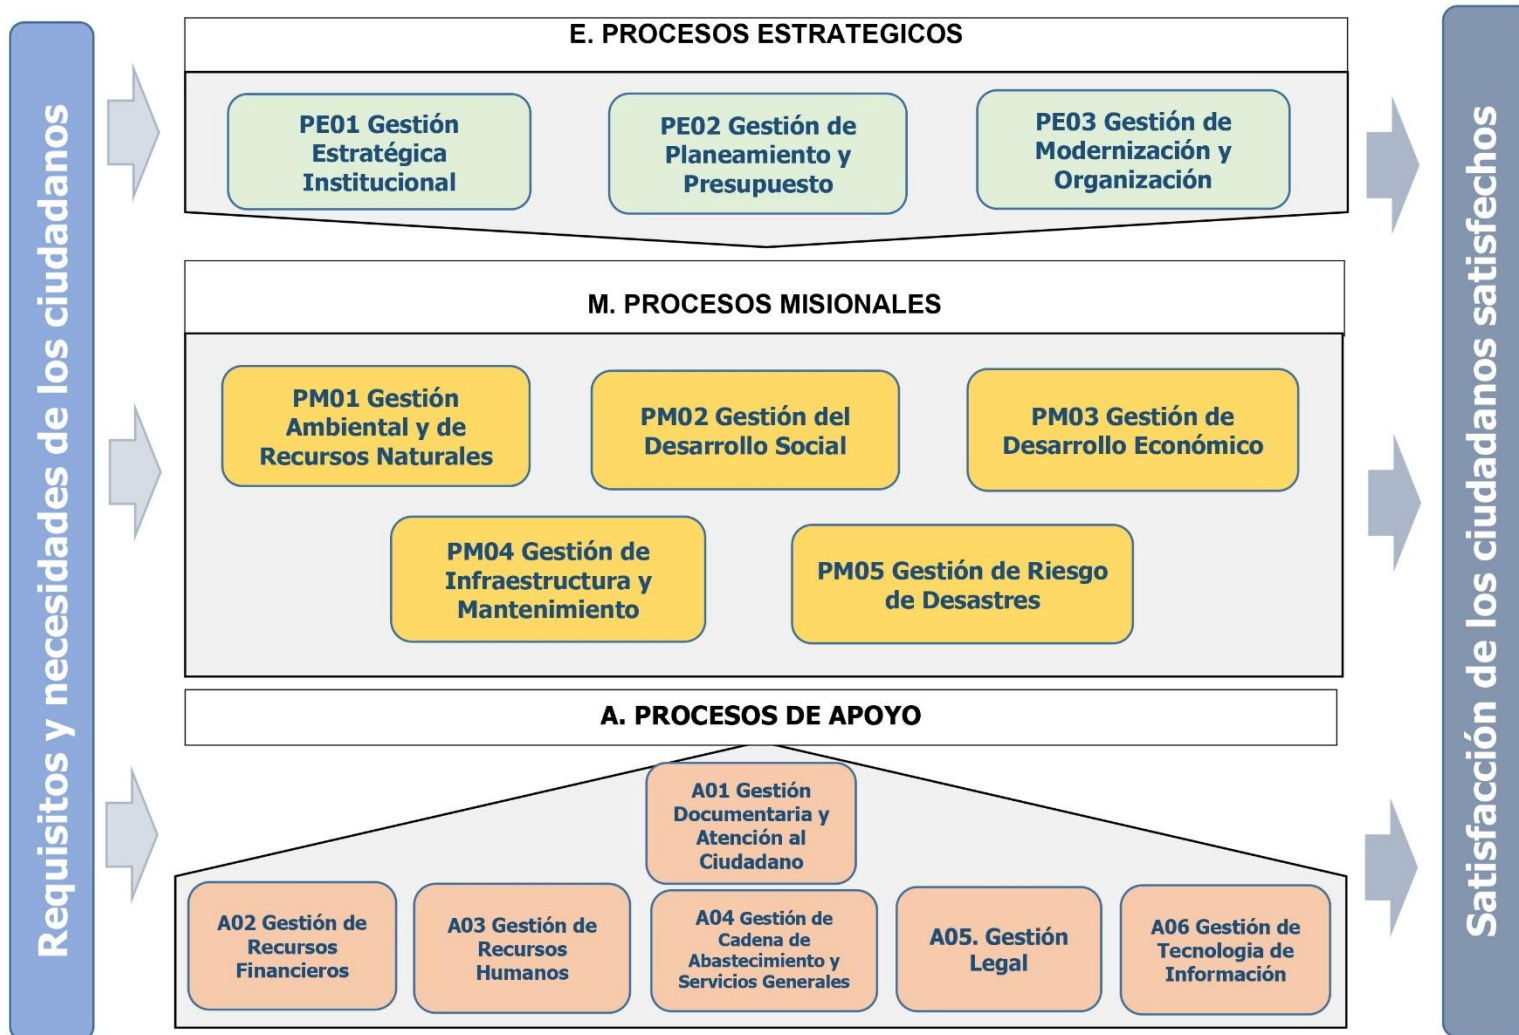 Requisitos y necesidades de los ciudadanos
E. PROCESOS ESTRATEGICOS
PE01 Gestión
Estratégica
Institucional
PE02 Gestión de
Planeamiento y
Presupuesto
PE03 Gestión de
Modernización y
Organización
M. PROCESOS MISIONALES
PM01 Gestión
Ambiental y de
Recursos Naturales
PM02 Gestión del
Desarrollo Social
PM03 Gestión de
Desarrollo Económico
PM04 Gestión de
Infraestructura y
Mantenimiento
PM05 Gestión de Riesgo
de Desastres
A. PROCESOS DE APOYO
A01 Gestión
Documentaria y
Atención al
Ciudadano
A02 Gestión de
Recursos
Financieros
A03 Gestión de
Recursos
Humanos
A04 Gestión de
Cadena de
Abastecimiento y
Servicios Generales
A05. Gestión
Legal
A06 Gestión de
Tecnologia de
Información
Satisfacción de los ciudadanos satisfechos